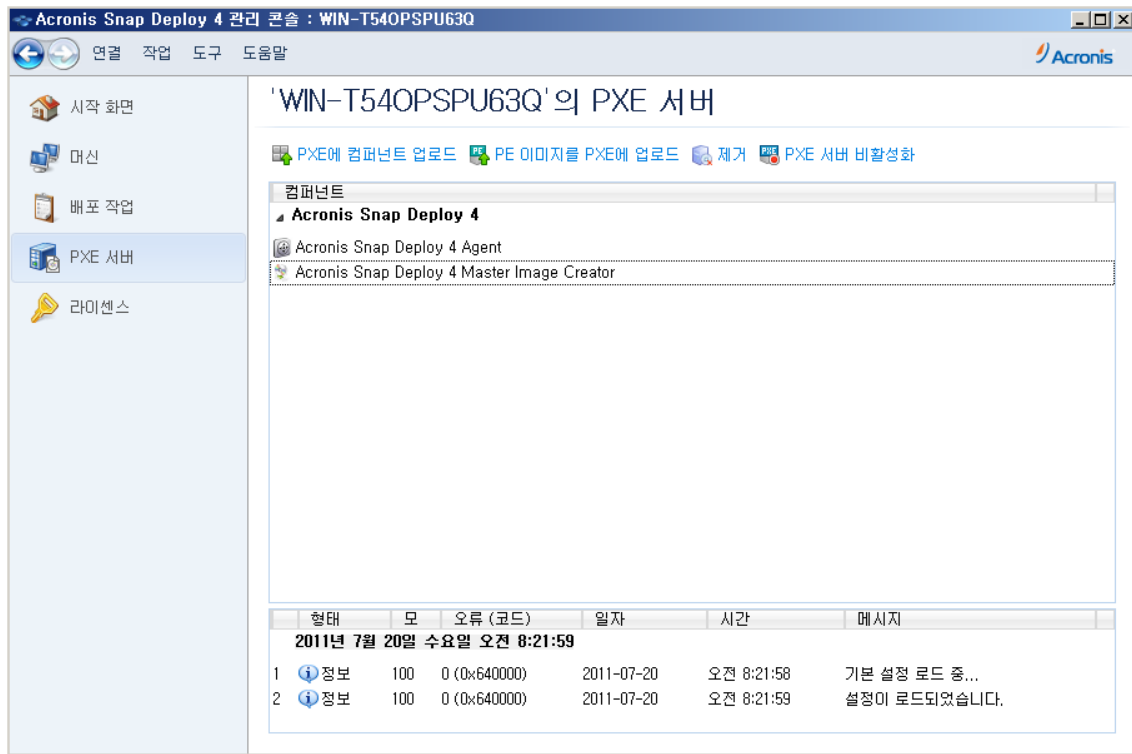 Acronis Snap Deploy 4 관리 콘솔 : WIN-T54OPSPU63Q
연결 작업 도구 도움말
Acronis
시작 화면
머신
배포 작업
PXE 서버
라이센스
'WIN-T54OPSPU63Q'의 PXE 서버
PXE에 컴퍼넌트 업로드 PE 이미지를 PXE에 업로드 제거 PXE 서버 비활성화
컴퍼넌트
Acronis Snap Deploy 4
Acronis Snap Deploy 4 Agent
Acronis Snap Deploy 4 Master Image Creator
형태 모 오류 (코드) 일자 시간 메시지
2011년 7월 20일 수요일 오전 8:21:59
1 정보 100 0 (0x640000) 2011-07-20 오전 8:21:58 기본 설정 로드 중...
2 정보 100 0 (0x640000) 2011-07-20 오전 8:21:59 설정이 로드되었습니다.